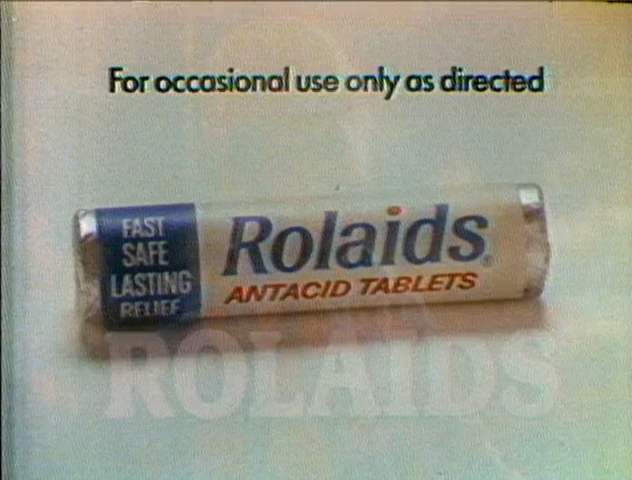 For occasional use only as directed
FAST
SAFE
LASTING
RELIEF
Rolaids®
ANTACID TABLETS
ROLAIDS